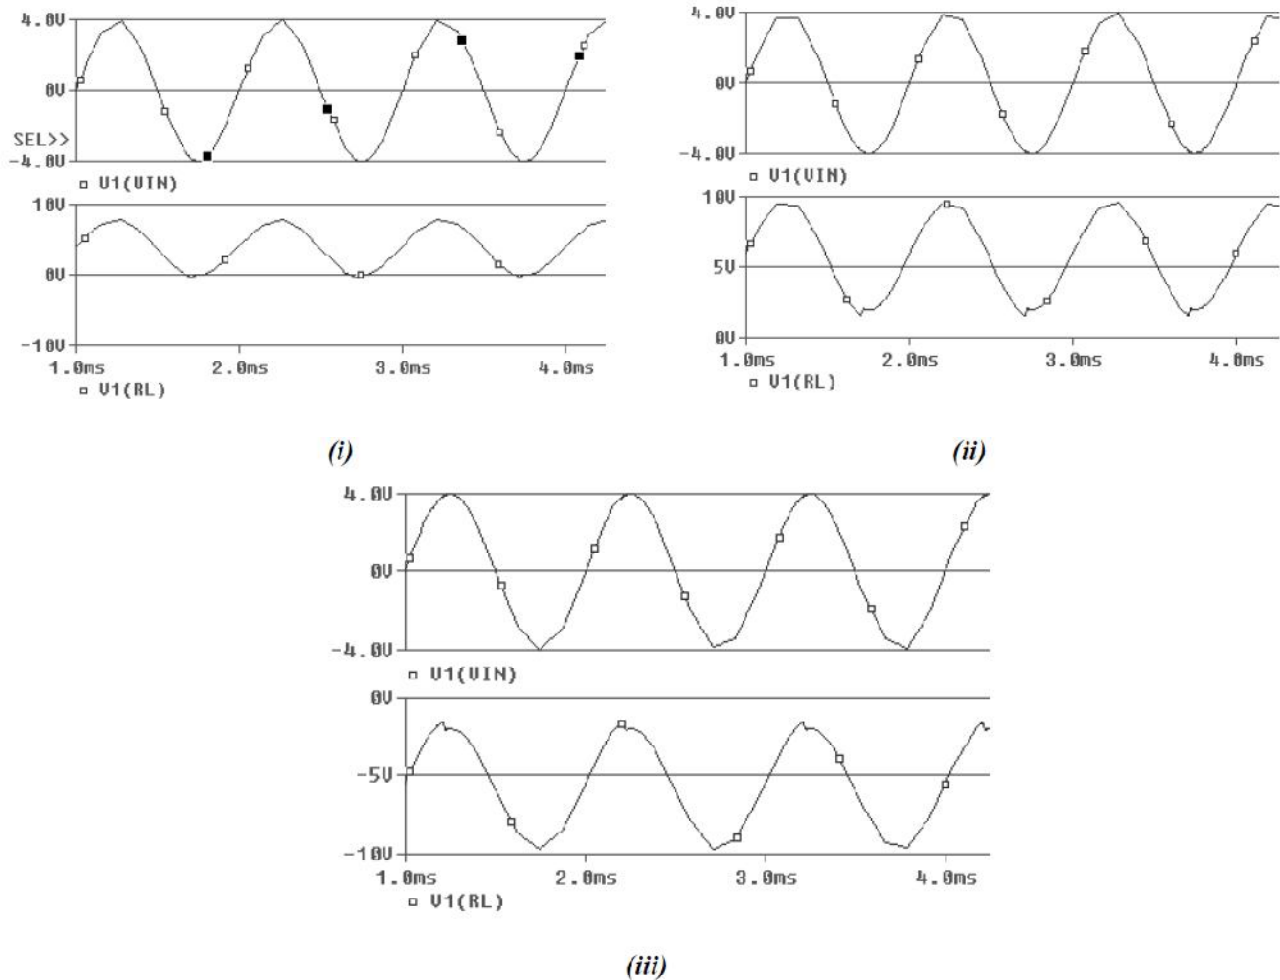 4.0V
0V
SEL>>
-4.0V
V1(VIN)
10V
0V
-10V
1.0ms 2.0ms 3.0ms 4.0ms
V1(RL)
(i)
4.0V
0V
-4.0V
V1(VIN)
10V
5V
0V
1.0ms 2.0ms 3.0ms 4.0ms
V1(RL)
(ii)
4.0V
0V
-4.0V
V1(VIN)
0V
-5V
-10V
1.0ms 2.0ms 3.0ms 4.0ms
V1(RL)
(iii)